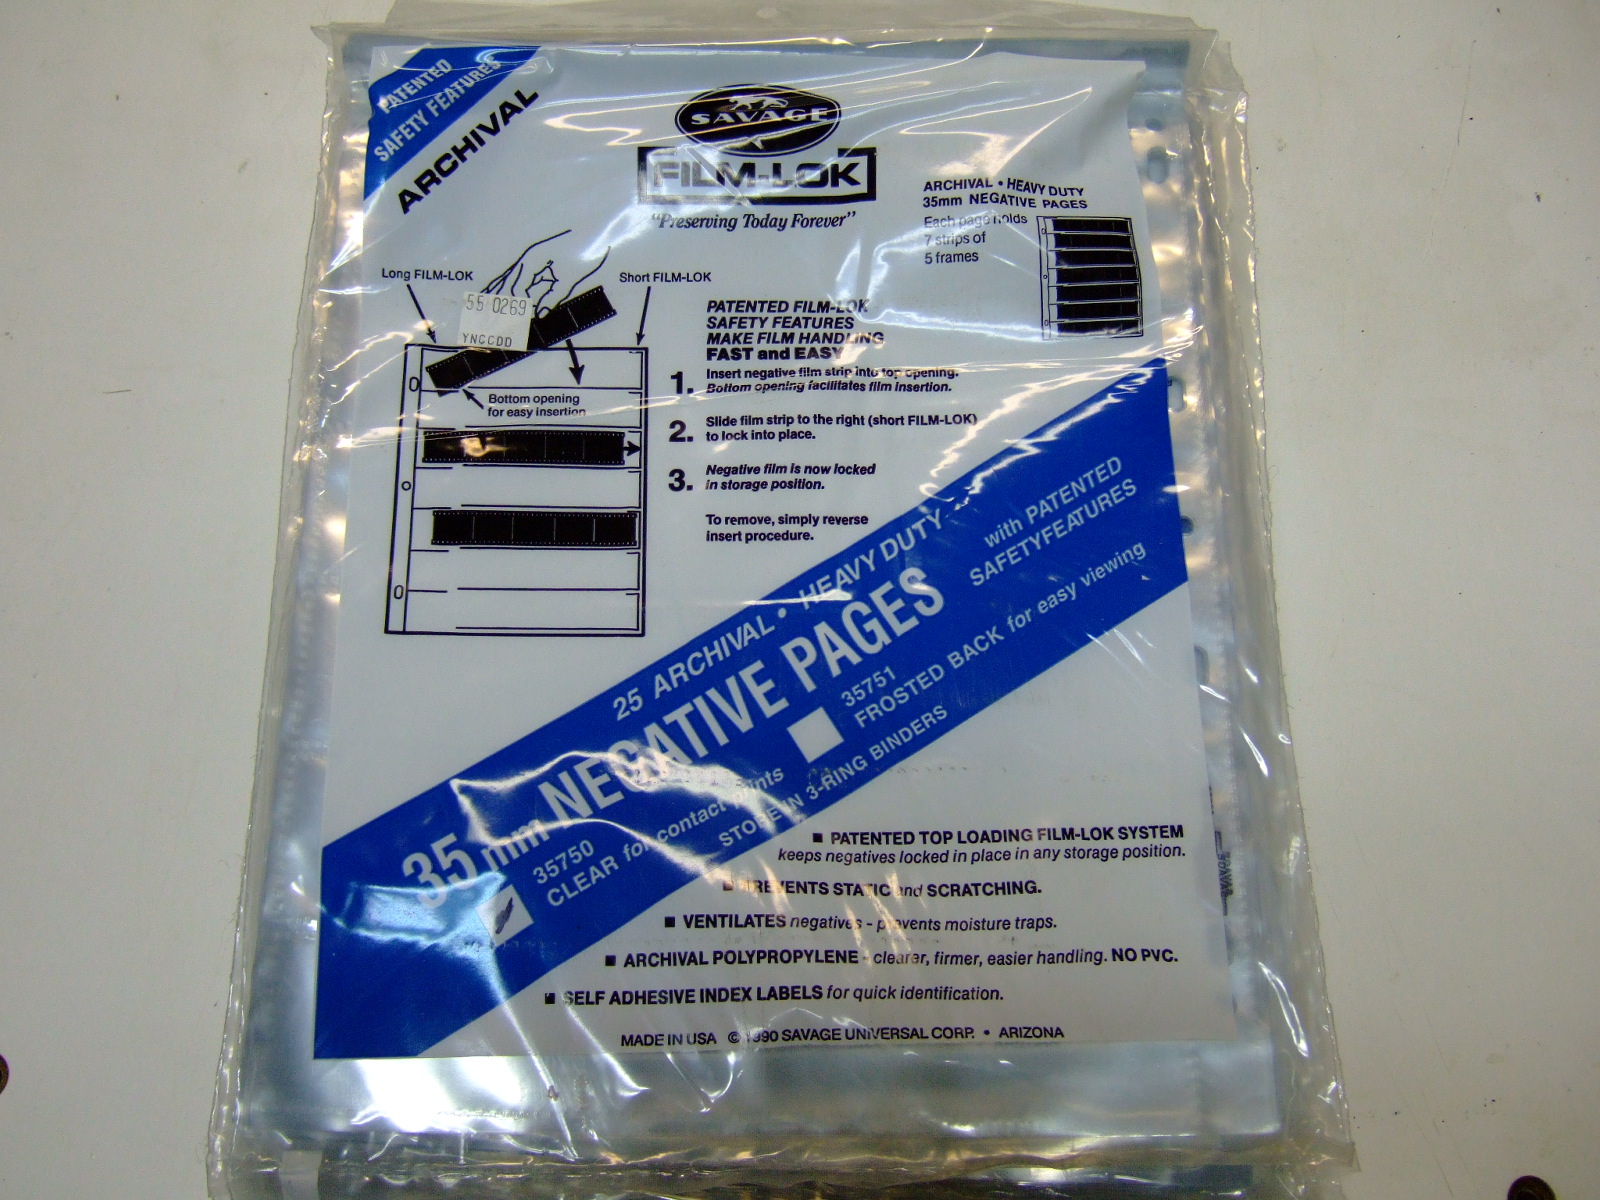 PATENTED
SAFETY FEATURES
ARCHIVAL
SAVAGE
FILM-LOK
"Preserving Today Forever"
ARCHIVAL • HEAVY DUTY
35mm NEGATIVE PAGES
Each page holds
7 strips of
5 frames
Long FILM-LOK
Short FILM-LOK
55 0269
YNCCDD
Bottom opening
for easy insertion
PATENTED FILM-LOK
SAFETY FEATURES
MAKE FILM HANDLING
FAST and EASY
1. Insert negative film strip into top opening.
Bottom opening facilitates film insertion.
2. Slide film strip to the right (short FILM-LOK)
to lock into place.
3. Negative film is now locked
in storage position.
To remove, simply reverse
insert procedure.
25 ARCHIVAL • HEAVY DUTY
35mm NEGATIVE PAGES
with PATENTED
SAFETYFEATURES
35750
CLEAR for contact prints
35751
FROSTED BACK for easy viewing
STORE IN 3-RING BINDERS
■ PATENTED TOP LOADING FILM-LOK SYSTEM
keeps negatives locked in place in any storage position.
■ PREVENTS STATIC and SCRATCHING.
■ VENTILATES negatives - prevents moisture traps.
■ ARCHIVAL POLYPROPYLENE - clearer, firmer, easier handling. NO PVC.
■ SELF ADHESIVE INDEX LABELS for quick identification.
MADE IN USA © 1990 SAVAGE UNIVERSAL CORP. • ARIZONA